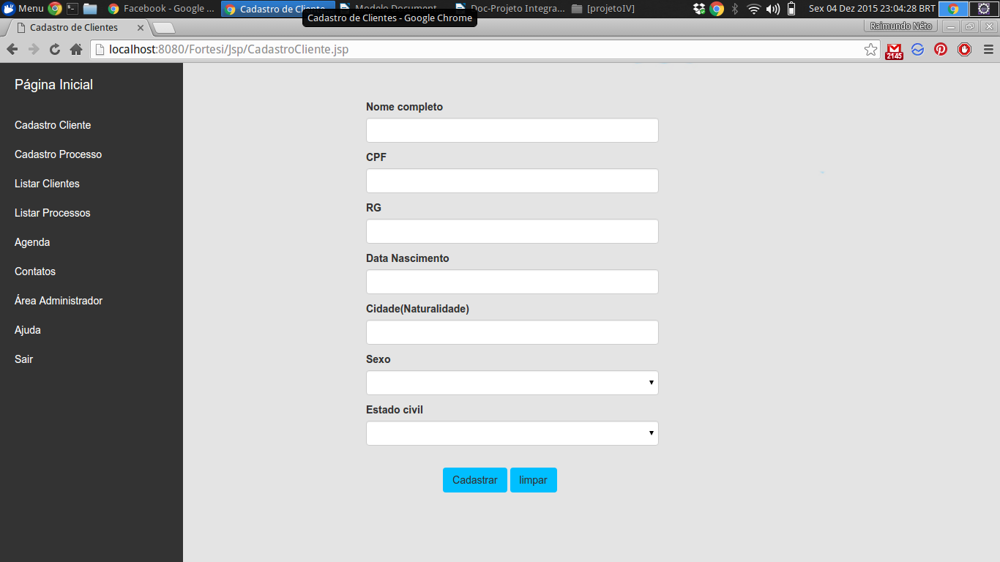 Menu Facebook - Google ... Cadastro de Cliente Modelo Document Doc-Projeto Integra... [projetoIV] Sex 04 Dez 2015 23:04:28 BRT
Cadastro de Clientes - Google Chrome
Cadastro de Clientes Raimundo Néto
localhost:8080/Fortesi/Jsp/CadastroCliente.jsp 2145
Página Inicial
Cadastro Cliente
Cadastro Processo
Listar Clientes
Listar Processos
Agenda
Contatos
Área Administrador
Ajuda
Sair
Nome completo
CPF
RG
Data Nascimento
Cidade(Naturalidade)
Sexo
Estado civil
Cadastrar limpar